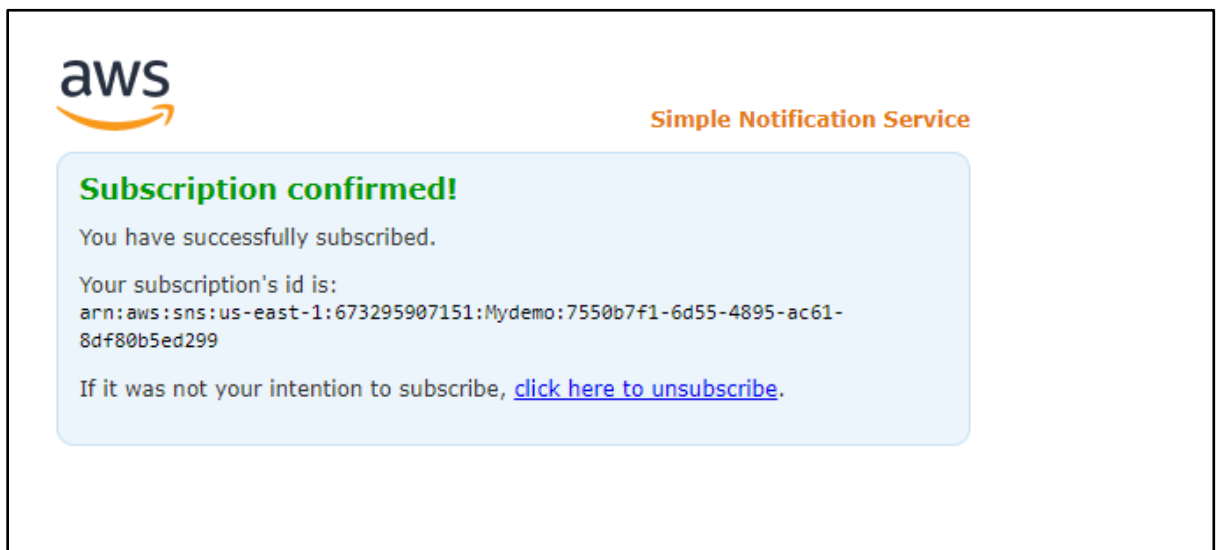 aws
Simple Notification Service
Subscription confirmed!
You have successfully subscribed.
Your subscription's id is:
arn:aws:sns:us-east-1:673295907151:Mydemo:7550b7f1-6d55-4895-ac61-
8df80b5ed299
If it was not your intention to subscribe, click here to unsubscribe.